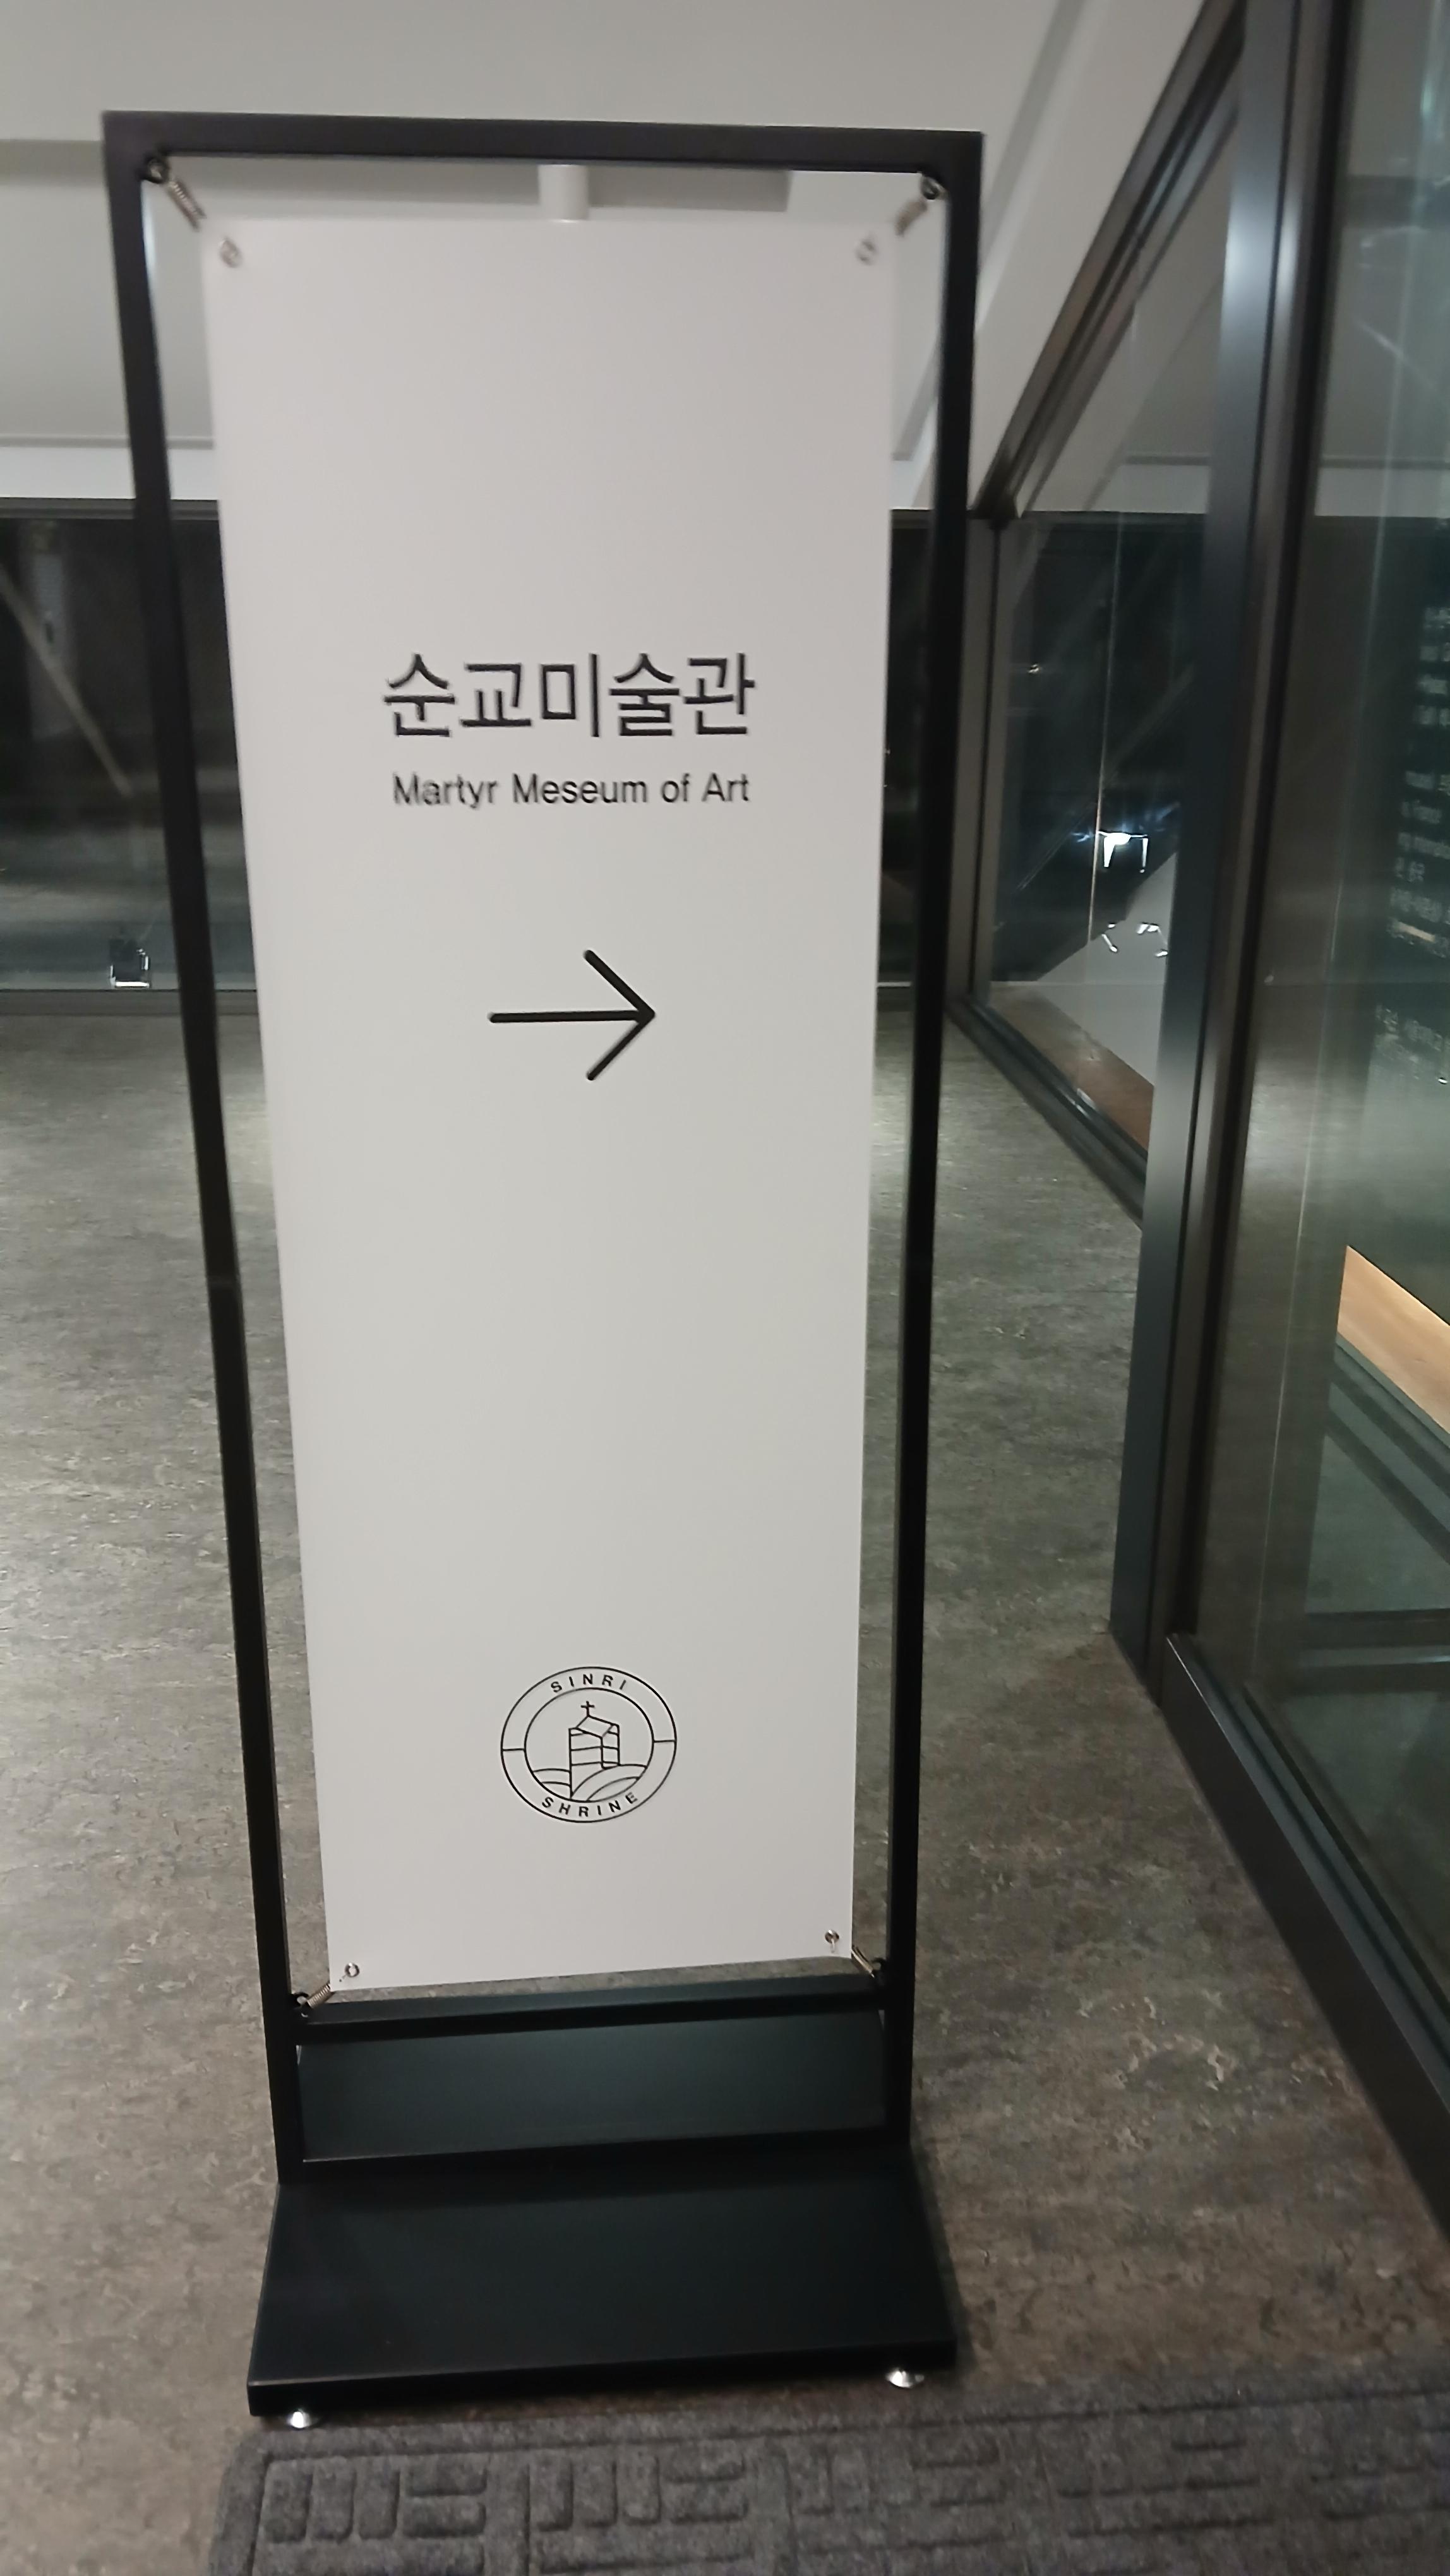 순교미술관
Martyr Meseum of Art
SINRI
SHRINE